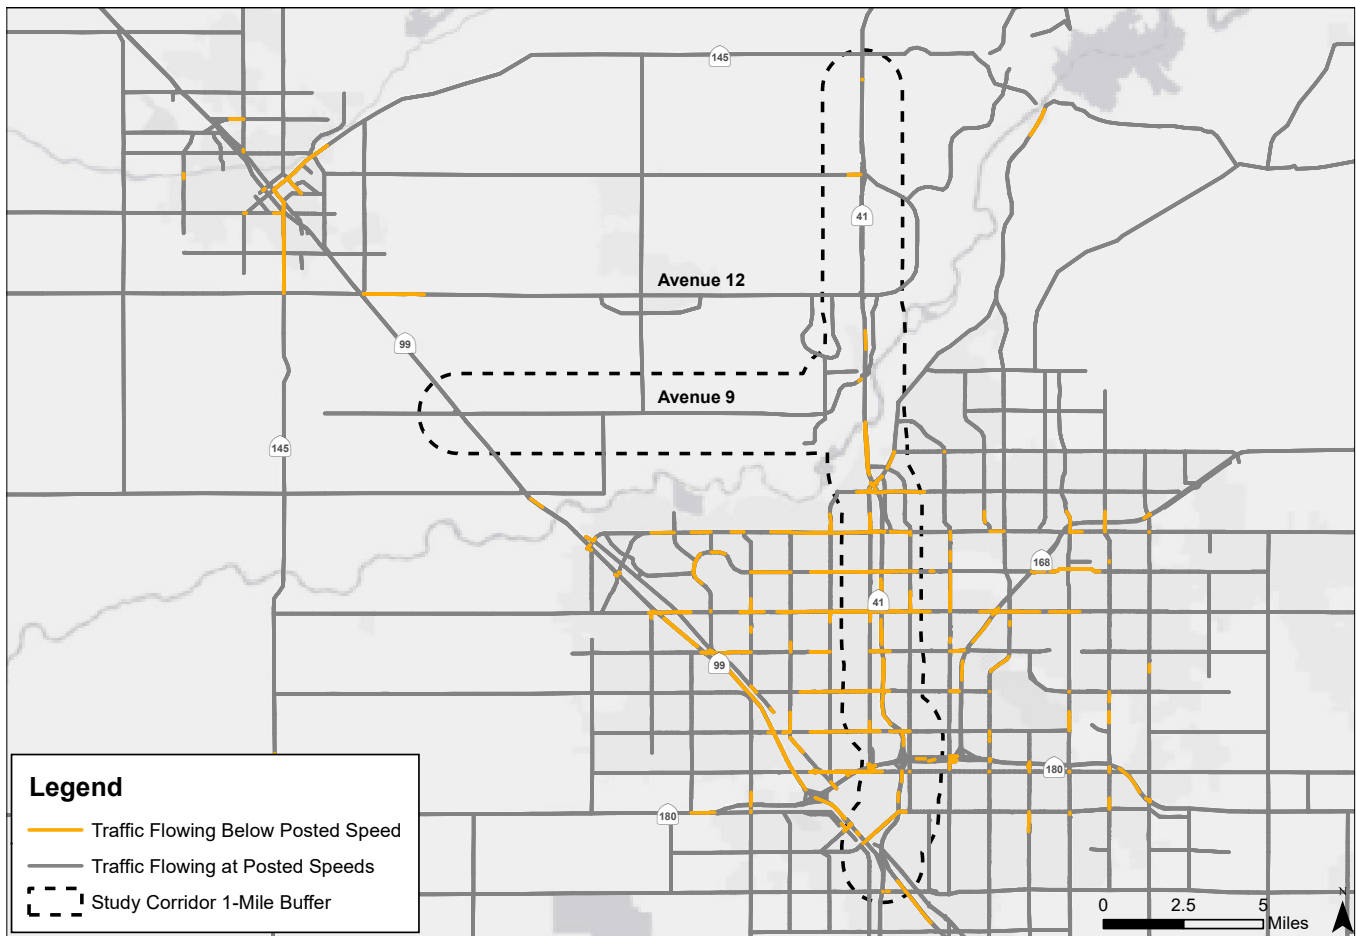 145
41
Avenue 12
99
Avenue 9
145
168
41
99
180
180
Legend
Traffic Flowing Below Posted Speed
Traffic Flowing at Posted Speeds
Study Corridor 1-Mile Buffer
N
0 2.5 5
Miles